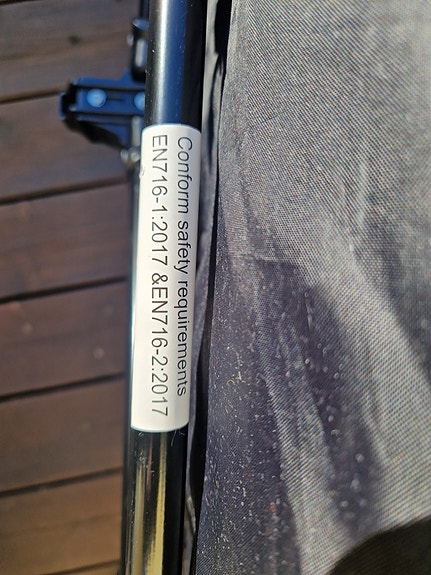 Conform safety requirements
EN716-1:2017 &EN716-2:2017